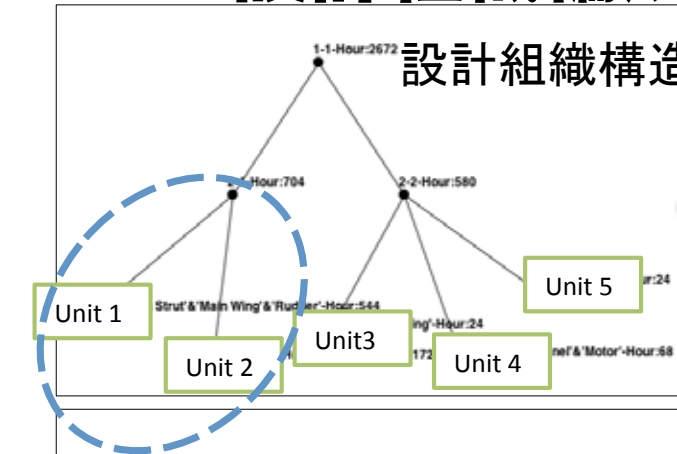 1-1-Hour:2672
設計組織構造
Hour:704
2-2-Hour:580
Unit 5
ur:24
Unit 1
Strut'&'Main Wing'&'Rudder'-Hour:544
Unit3
ing'-Hour:24
Unit 2
172
Unit 4
nel'&'Motor'-Hour:68